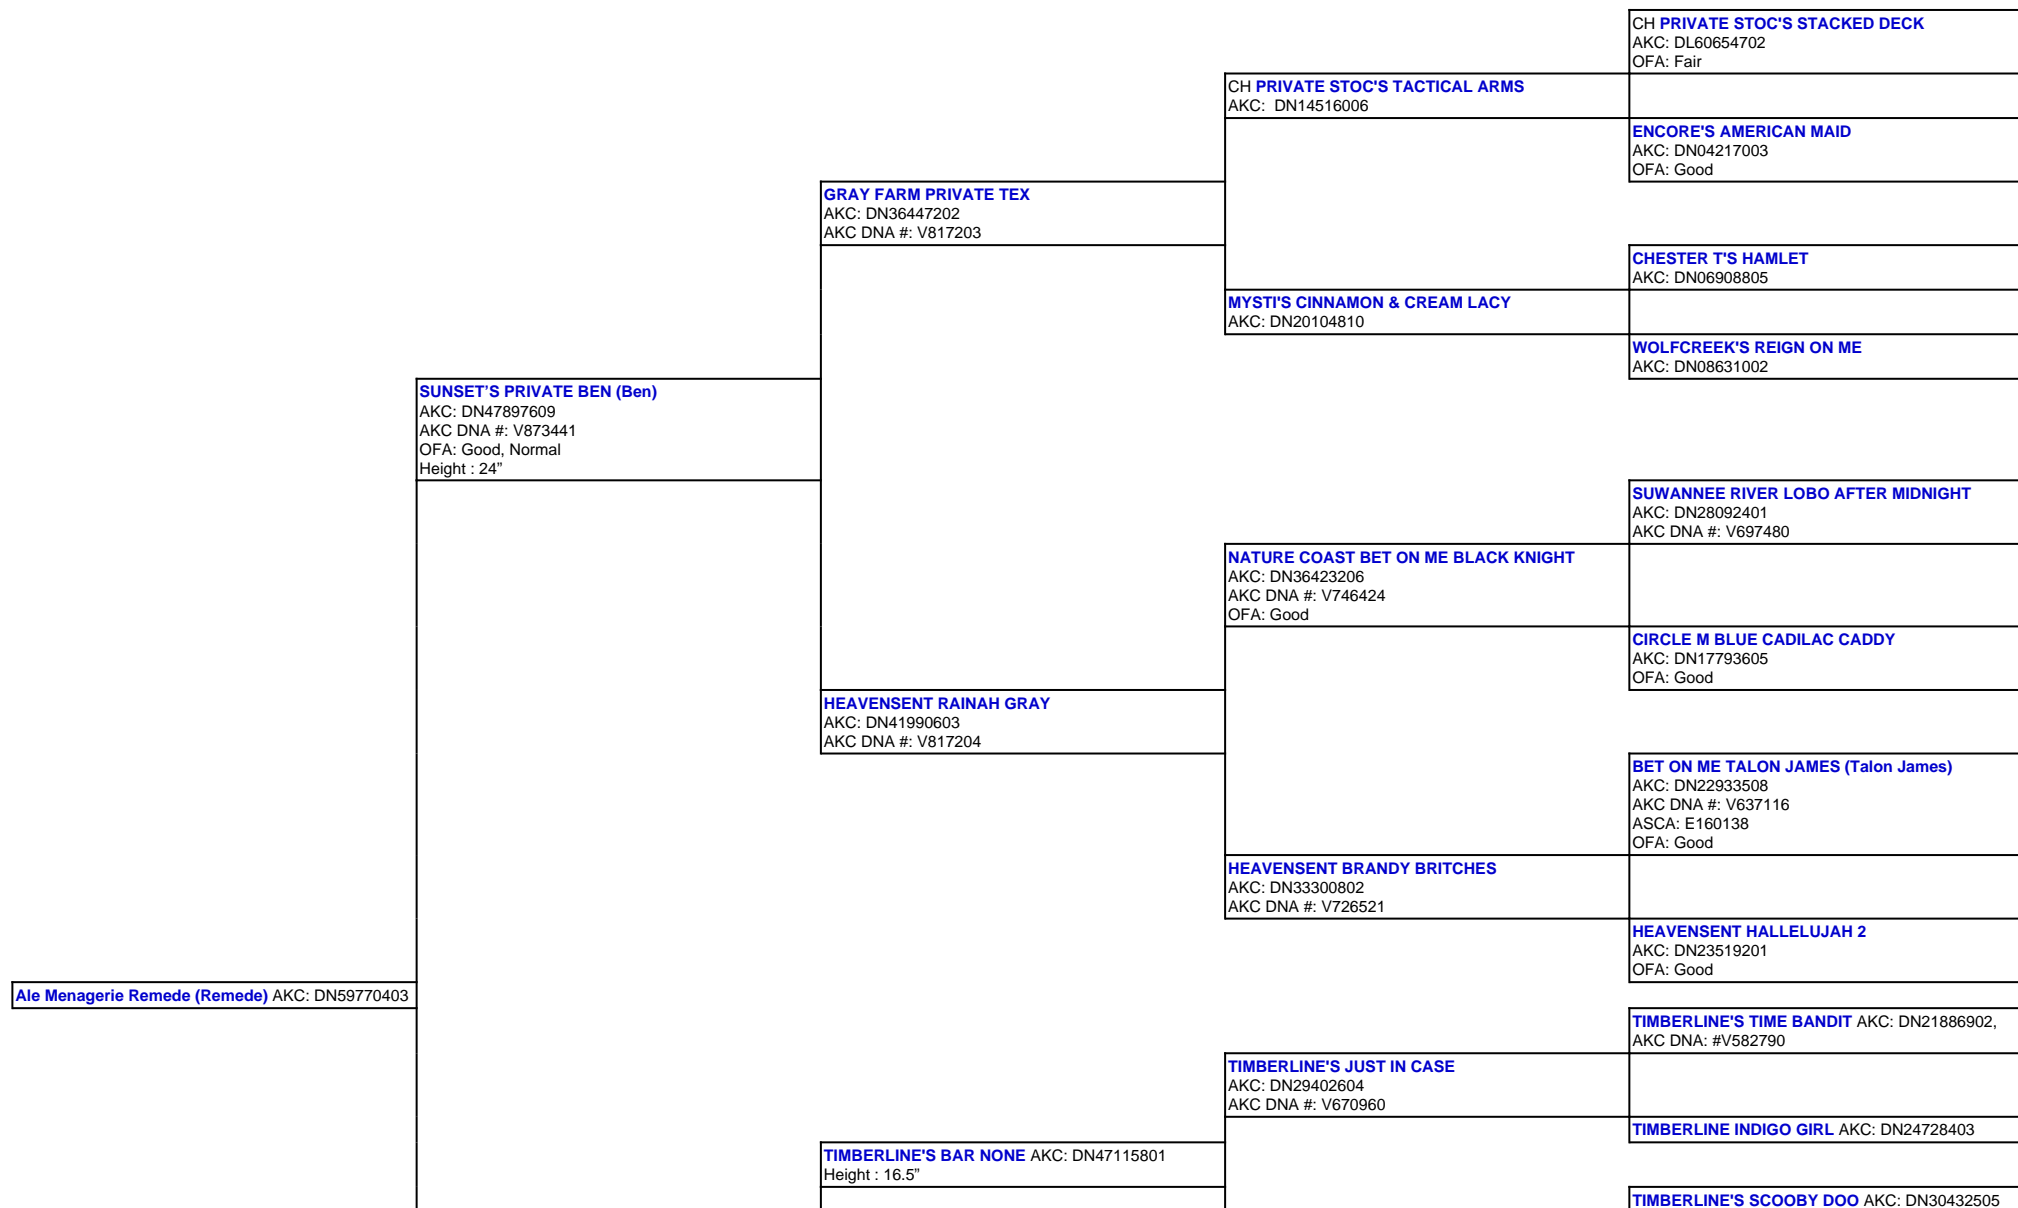 CH PRIVATE STOC'S STACKED DECK
AKC: DL60654702
OFA: Fair
CH PRIVATE STOC'S TACTICAL ARMS
AKC: DN14516006
ENCORE'S AMERICAN MAID
AKC: DN04217003
OFA: Good
GRAY FARM PRIVATE TEX
AKC: DN36447202
AKC DNA #: V817203
CHESTER T'S HAMLET
AKC: DN06908805
MYSTI'S CINNAMON & CREAM LACY
AKC: DN20104810
WOLFCREEK'S REIGN ON ME
AKC: DN08631002
SUNSET’S PRIVATE BEN (Ben)
AKC: DN47897609
AKC DNA #: V873441
OFA: Good, Normal
Height : 24”
SUWANNEE RIVER LOBO AFTER MIDNIGHT
AKC: DN28092401
AKC DNA #: V697480
NATURE COAST BET ON ME BLACK KNIGHT
AKC: DN36423206
AKC DNA #: V746424
OFA: Good
CIRCLE M BLUE CADILAC CADDY
AKC: DN17793605
OFA: Good
HEAVENSENT RAINAH GRAY
AKC: DN41990603
AKC DNA #: V817204
BET ON ME TALON JAMES (Talon James)
AKC: DN22933508
AKC DNA #: V637116
ASCA: E160138
OFA: Good
HEAVENSENT BRANDY BRITCHES
AKC: DN33300802
AKC DNA #: V726521
HEAVENSENT HALLELUJAH 2
AKC: DN23519201
OFA: Good
Ale Menagerie Remede (Remede) AKC: DN59770403
TIMBERLINE'S TIME BANDIT AKC: DN21886902,
AKC DNA: #V582790
TIMBERLINE'S JUST IN CASE
AKC: DN29402604
AKC DNA #: V670960
TIMBERLINE INDIGO GIRL AKC: DN24728403
TIMBERLINE'S BAR NONE AKC: DN47115801
Height : 16.5”
TIMBERLINE'S SCOOBY DOO AKC: DN30432505